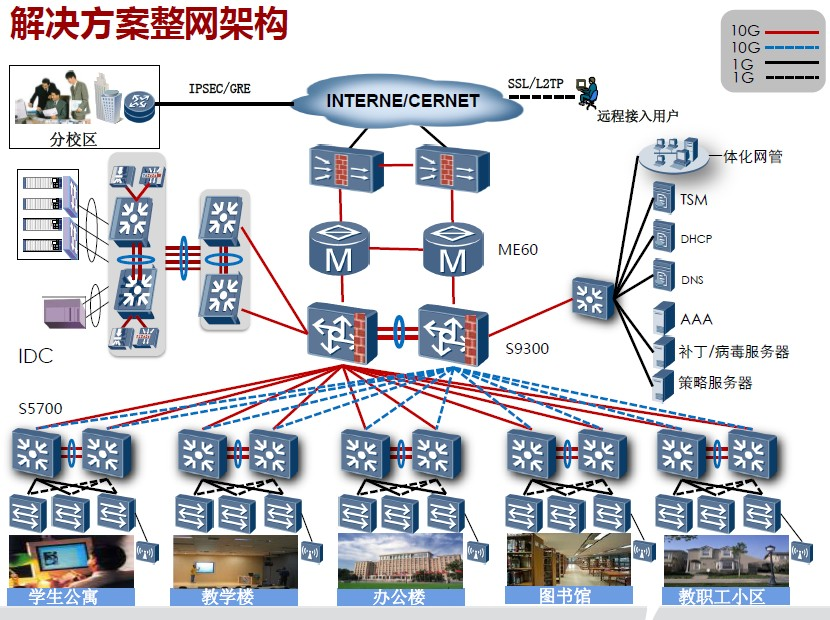 解决方案整网架构
10G
10G
1G
1G
IPSEC/GRE
INTERNE/CERNET
SSL/L2TP
远程接入用户
分校区
一体化网管
TSM
DHCP
DNS
AAA
补丁/病毒服务器
策略服务器
M
M
ME60
S9300
IDC
S5700
学生公寓
教学楼
办公楼
图书馆
教职工小区